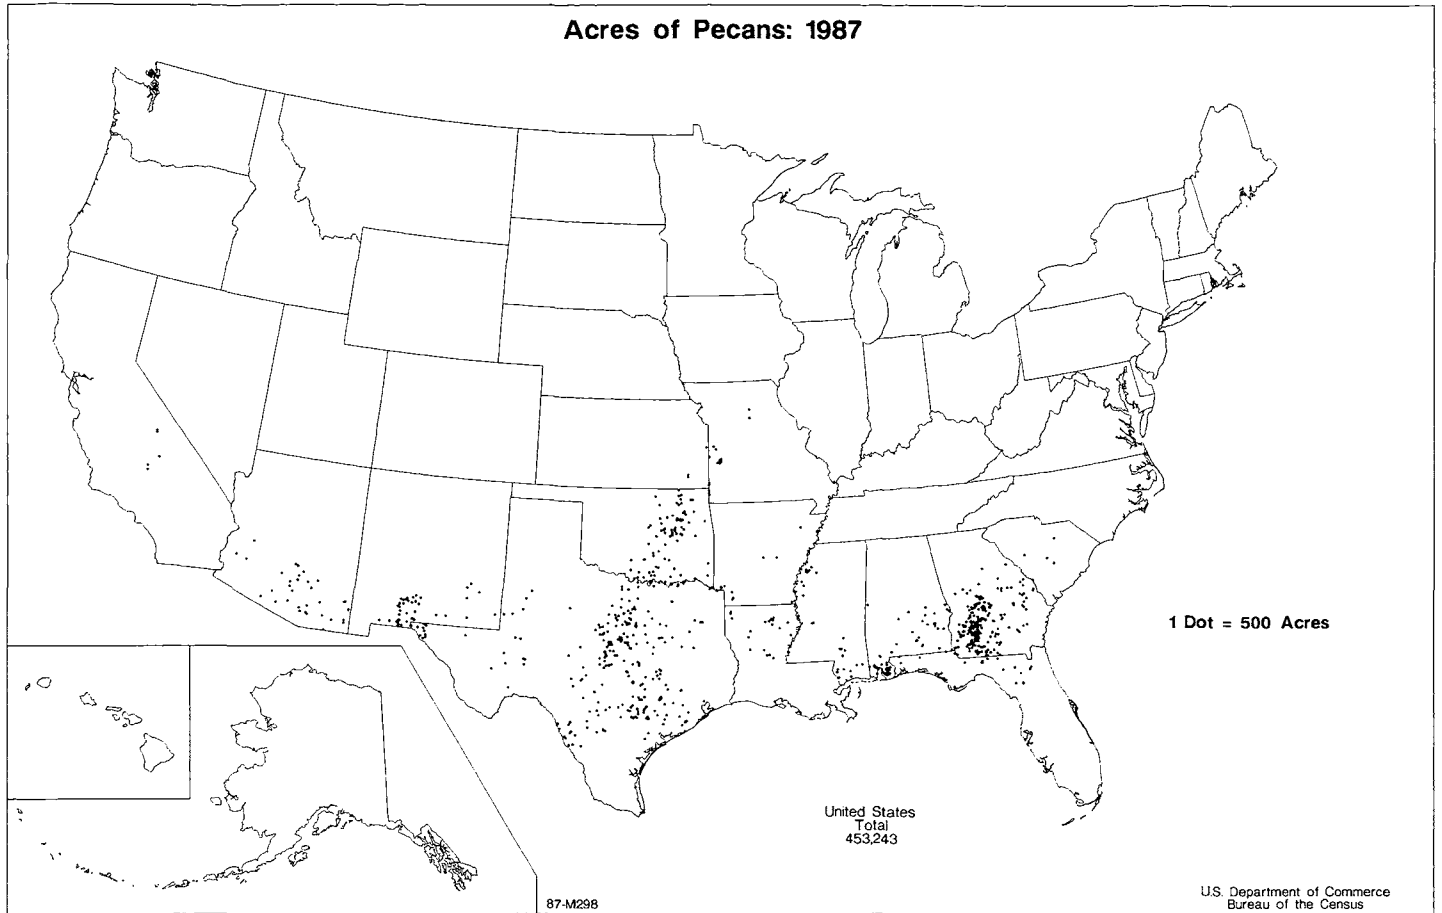 Acres of Pecans: 1987
1 Dot = 500 Acres
United States
Total
453,243
87-M298
U.S. Department of Commerce
Bureau of the Census